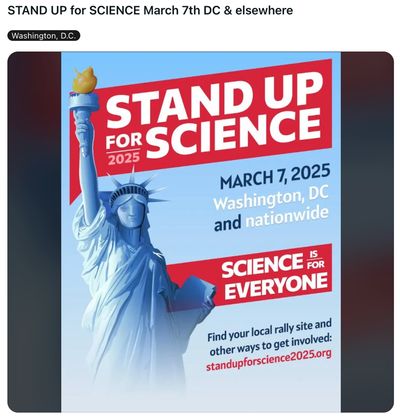 STAND UP for SCIENCE March 7th DC & elsewhere
Washington, D.C.
STAND UP
FOR
2025
SCIENCE
MARCH 7, 2025
Washington, DC
and nationwide
SCIENCE IS FOR
EVERYONE
Find your local rally site and
other ways to get involved:
standupforscience2025.org